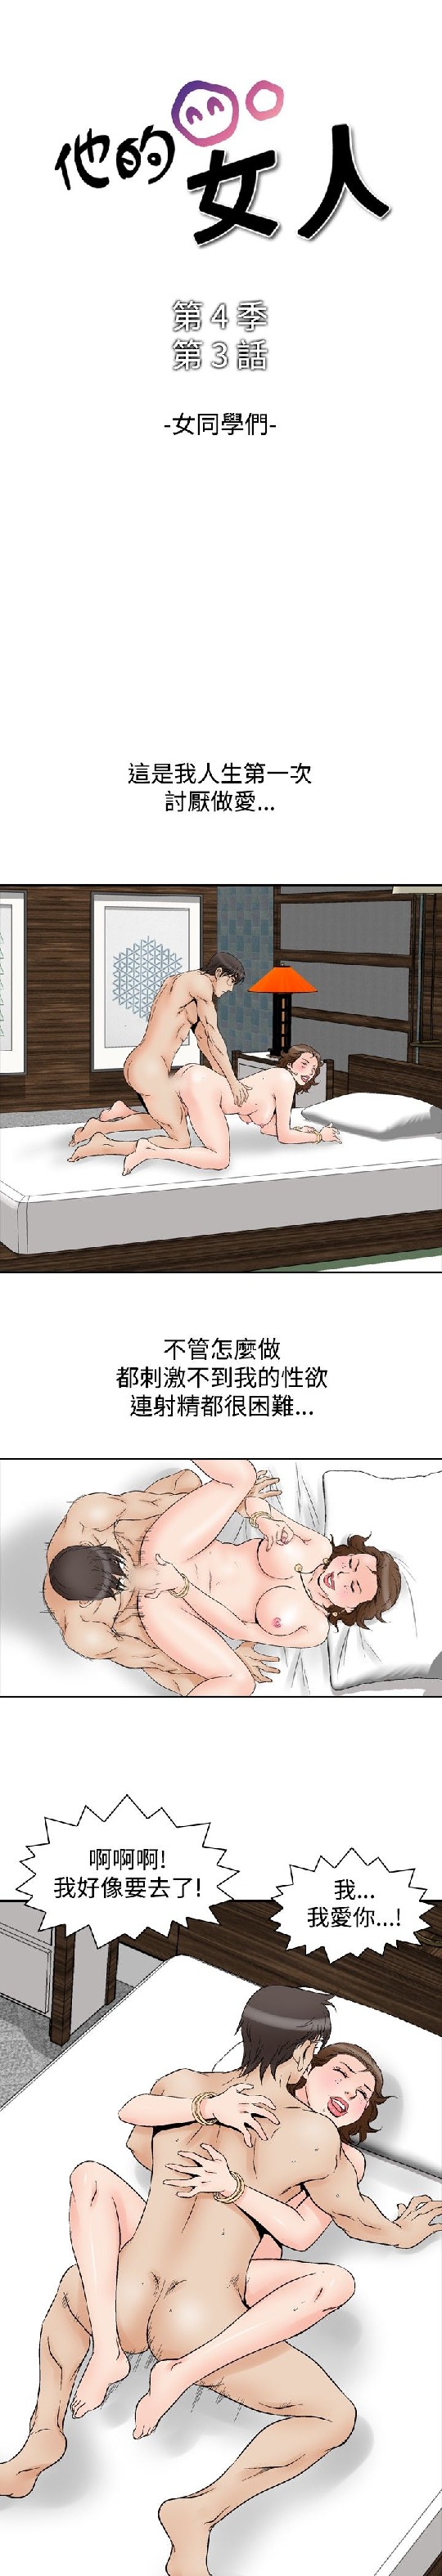 他的女人
第4季
第3話
-女同學們-
這是我人生第一次
討厭做愛...
不管怎麼做
都刺激不到我的性欲
連射精都很困難...
啊啊啊!
我好像要去了!
我...
我愛你...!